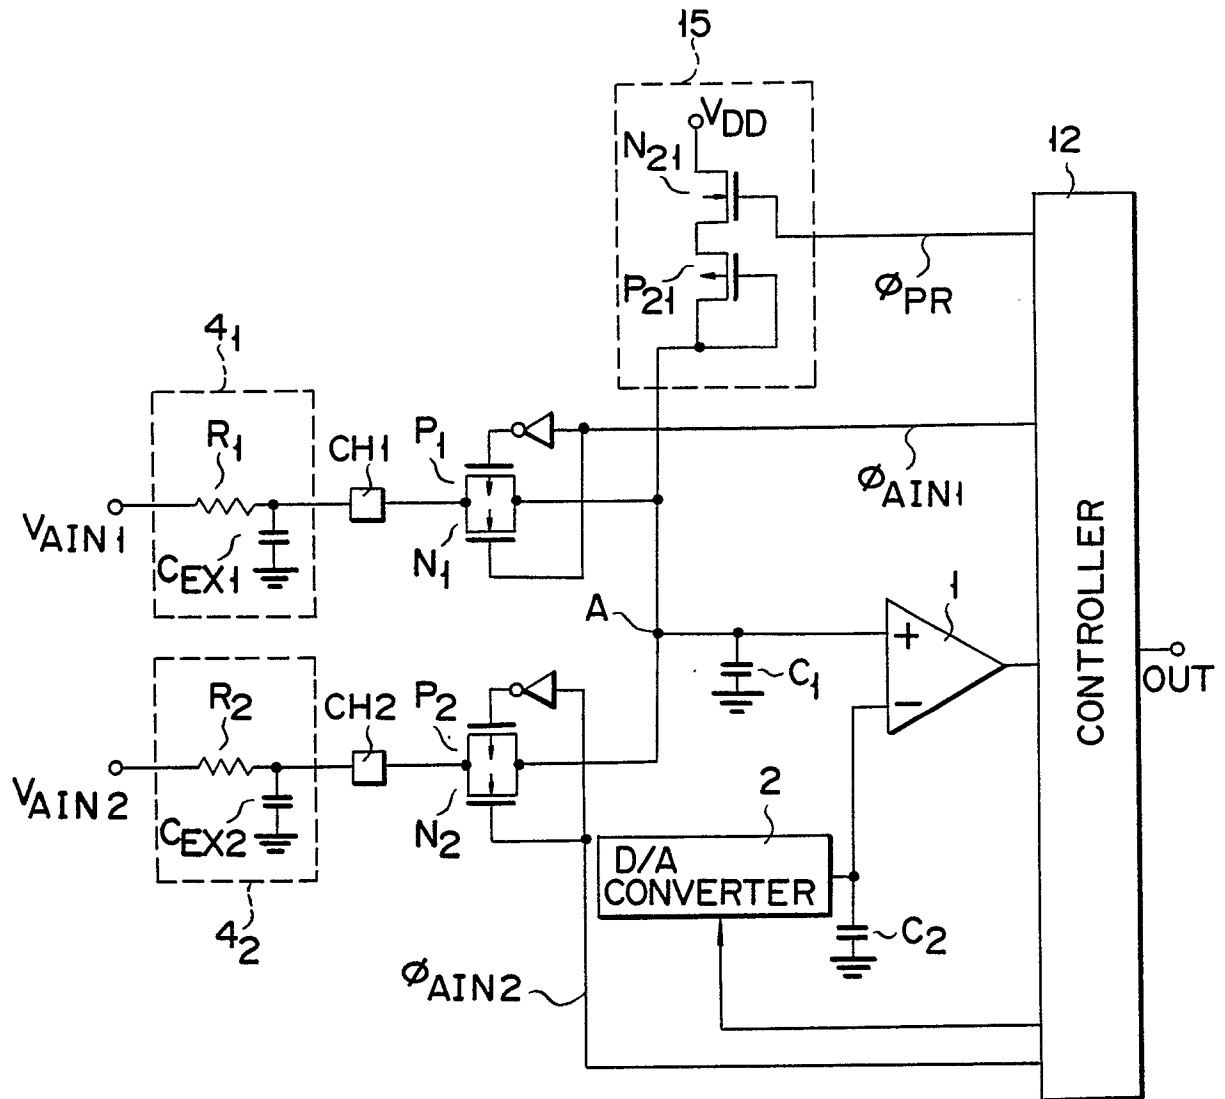 15
VDD
N21
12
P21
ØPR
41
R1
CH1
P1
ØAIN1
VAIN1
CEX1
N1
CONTROLLER
1
A
+
C1
−
OUT
R2
CH2
P2
VAIN2
CEX2
N2
2
D/A
CONVERTER
42
C2
ØAIN2